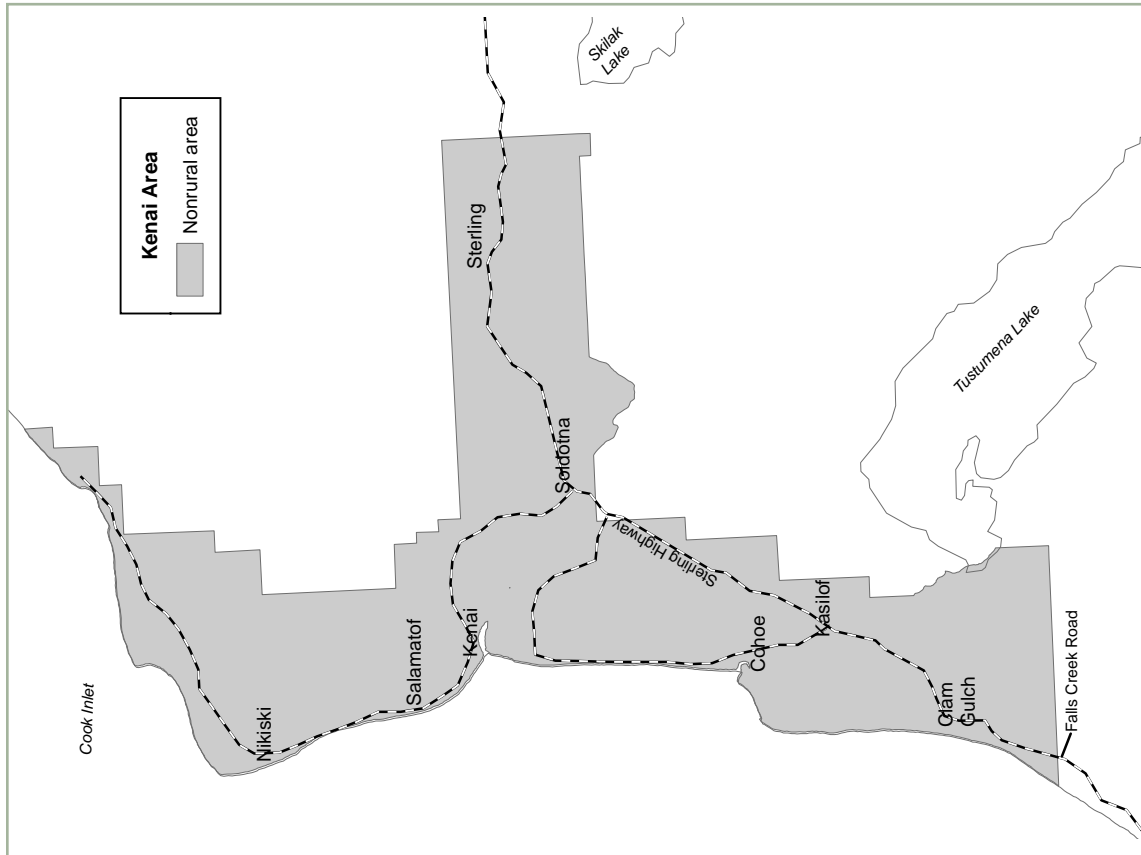 Kenai Area
Nonrural area
Skilak
Lake
Sterling
Tustumena Lake
Soldotna
Sterling Highway
Cook Inlet
Nikiski
Salamatof
Kenai
Cohoe
Kasilof
Clam
Gulch
Falls Creek Road